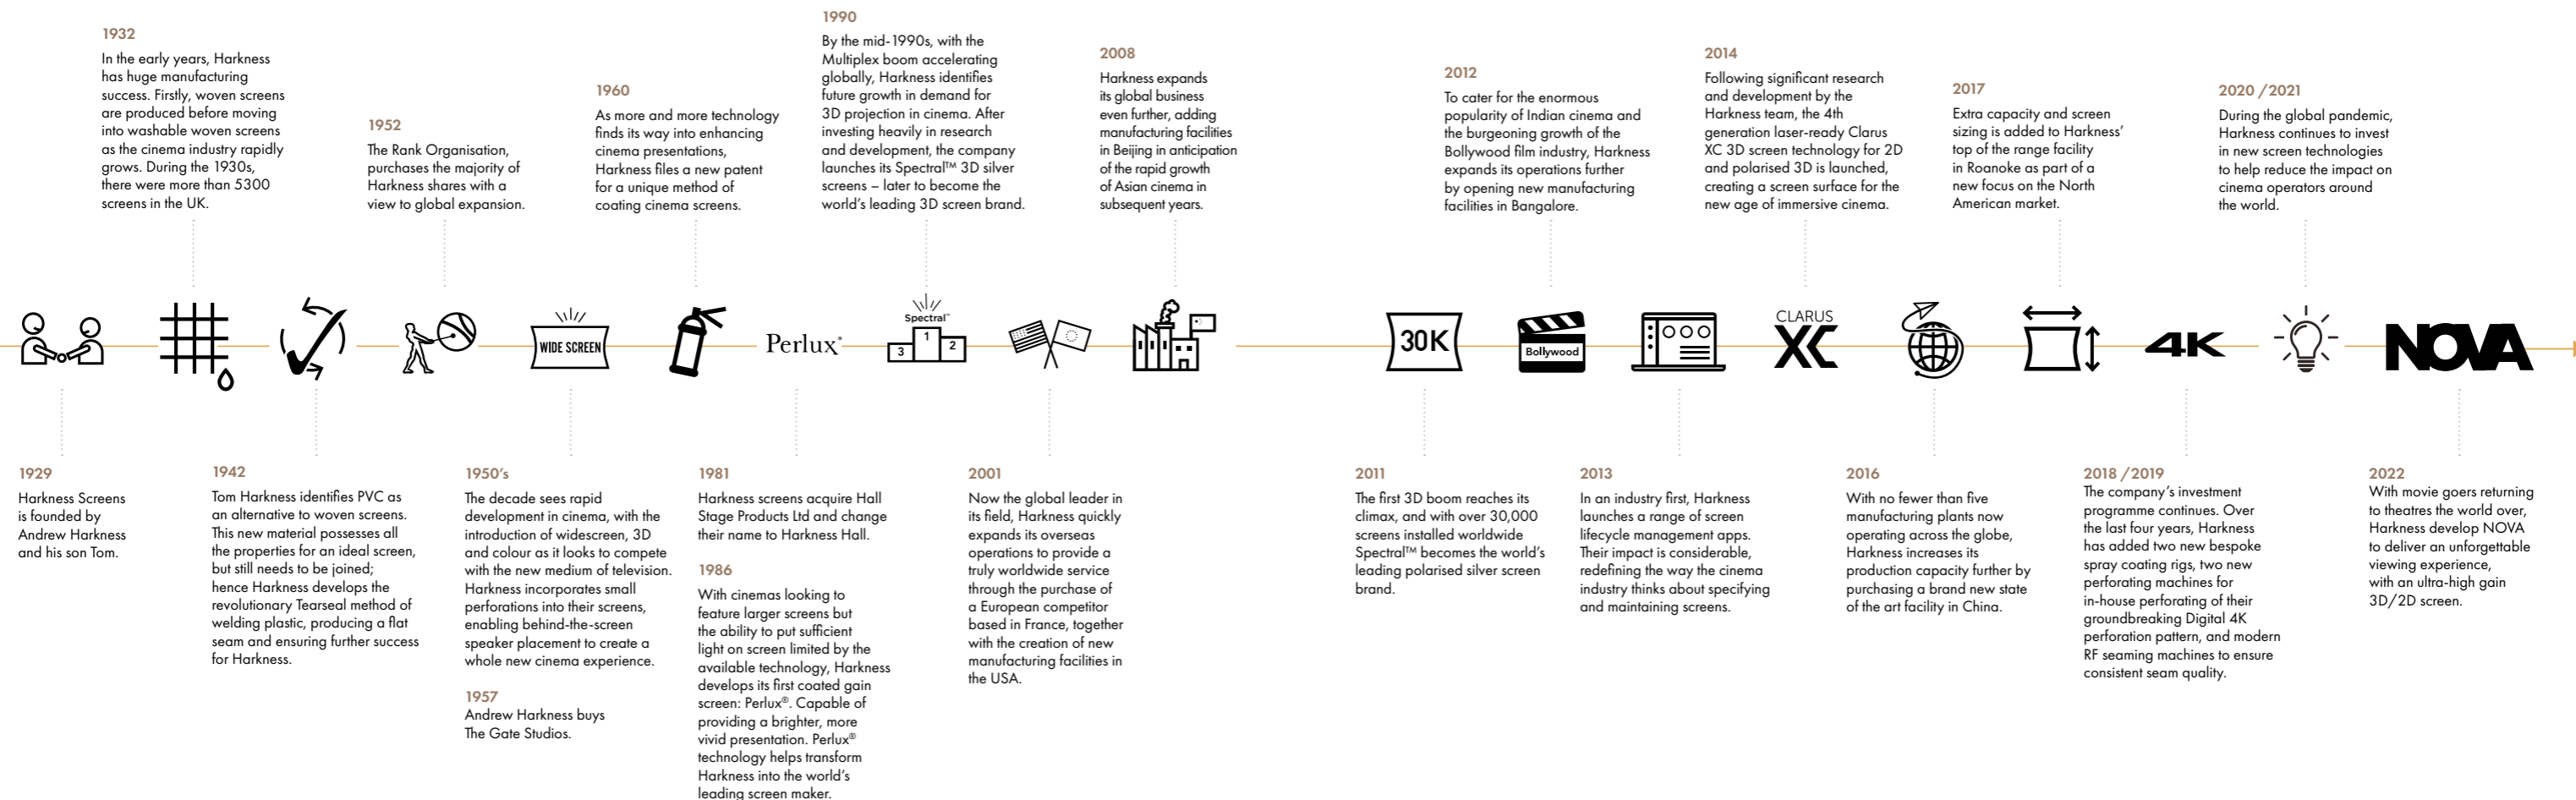 1929
Harkness Screens
is founded by
Andrew Harkness
and his son Tom.
1932
In the early years, Harkness
has huge manufacturing
success. Firstly, woven screens
are produced before moving
into washable woven screens
as the cinema industry rapidly
grows. During the 1930s,
there were more than 5300
screens in the UK.
1942
Tom Harkness identifies PVC as
an alternative to woven screens.
This new material possesses all
the properties for an ideal screen,
but still needs to be joined;
hence Harkness develops the
revolutionary Tearseal method of
welding plastic, producing a flat
seam and ensuring further success
for Harkness.
1952
The Rank Organisation,
purchases the majority of
Harkness shares with a
view to global expansion.
WIDE SCREEN
1950's
The decade sees rapid
development in cinema, with the
introduction of widescreen, 3D
and colour as it looks to compete
with the new medium of television.
Harkness incorporates small
perforations into their screens,
enabling behind-the-screen
speaker placement to create a
whole new cinema experience.
1957
Andrew Harkness buys
The Gate Studios.
1960
As more and more technology
finds its way into enhancing
cinema presentations,
Harkness files a new patent
for a unique method of
coating cinema screens.
Perlux®
1981
Harkness screens acquire Hall
Stage Products Ltd and change
their name to Harkness Hall.
1986
With cinemas looking to
feature larger screens but
the ability to put sufficient
light on screen limited by the
available technology, Harkness
develops its first coated gain
screen: Perlux®. Capable of
providing a brighter, more
vivid presentation. Perlux®
technology helps transform
Harkness into the world's
leading screen maker.
1990
By the mid-1990s, with the
Multiplex boom accelerating
globally, Harkness identifies
future growth in demand for
3D projection in cinema. After
investing heavily in research
and development, the company
launches its Spectral™ 3D silver
screens – later to become the
world's leading 3D screen brand.
Spectral™
1
3 2
2001
Now the global leader in
its field, Harkness quickly
expands its overseas
operations to provide a
truly worldwide service
through the purchase of
a European competitor
based in France, together
with the creation of new
manufacturing facilities in
the USA.
2008
Harkness expands
its global business
even further, adding
manufacturing facilities
in Beijing in anticipation
of the rapid growth
of Asian cinema in
subsequent years.
30K
2011
The first 3D boom reaches its
climax, and with over 30,000
screens installed worldwide
Spectral™ becomes the world's
leading polarised silver screen
brand.
2012
To cater for the enormous
popularity of Indian cinema and
the burgeoning growth of the
Bollywood film industry, Harkness
expands its operations further
by opening new manufacturing
facilities in Bangalore.
Bollywood
2013
In an industry first, Harkness
launches a range of screen
lifecycle management apps.
Their impact is considerable,
redefining the way the cinema
industry thinks about specifying
and maintaining screens.
2014
Following significant research
and development by the
Harkness team, the 4th
generation laser-ready Clarus
XC 3D screen technology for 2D
and polarised 3D is launched,
creating a screen surface for the
new age of immersive cinema.
CLARUS
XC
2016
With no fewer than five
manufacturing plants now
operating across the globe,
Harkness increases its
production capacity further by
purchasing a brand new state
of the art facility in China.
2017
Extra capacity and screen
sizing is added to Harkness'
top of the range facility
in Roanoke as part of a
new focus on the North
American market.
4K
2018 /2019
The company's investment
programme continues. Over
the last four years, Harkness
has added two new bespoke
spray coating rigs, two new
perforating machines for
in-house perforating of their
groundbreaking Digital 4K
perforation pattern, and modern
RF seaming machines to ensure
consistent seam quality.
2020 /2021
During the global pandemic,
Harkness continues to invest
in new screen technologies
to help reduce the impact on
cinema operators around
the world.
NOVA
2022
With movie goers returning
to theatres the world over,
Harkness develop NOVA
to deliver an unforgettable
viewing experience,
with an ultra-high gain
3D/2D screen.